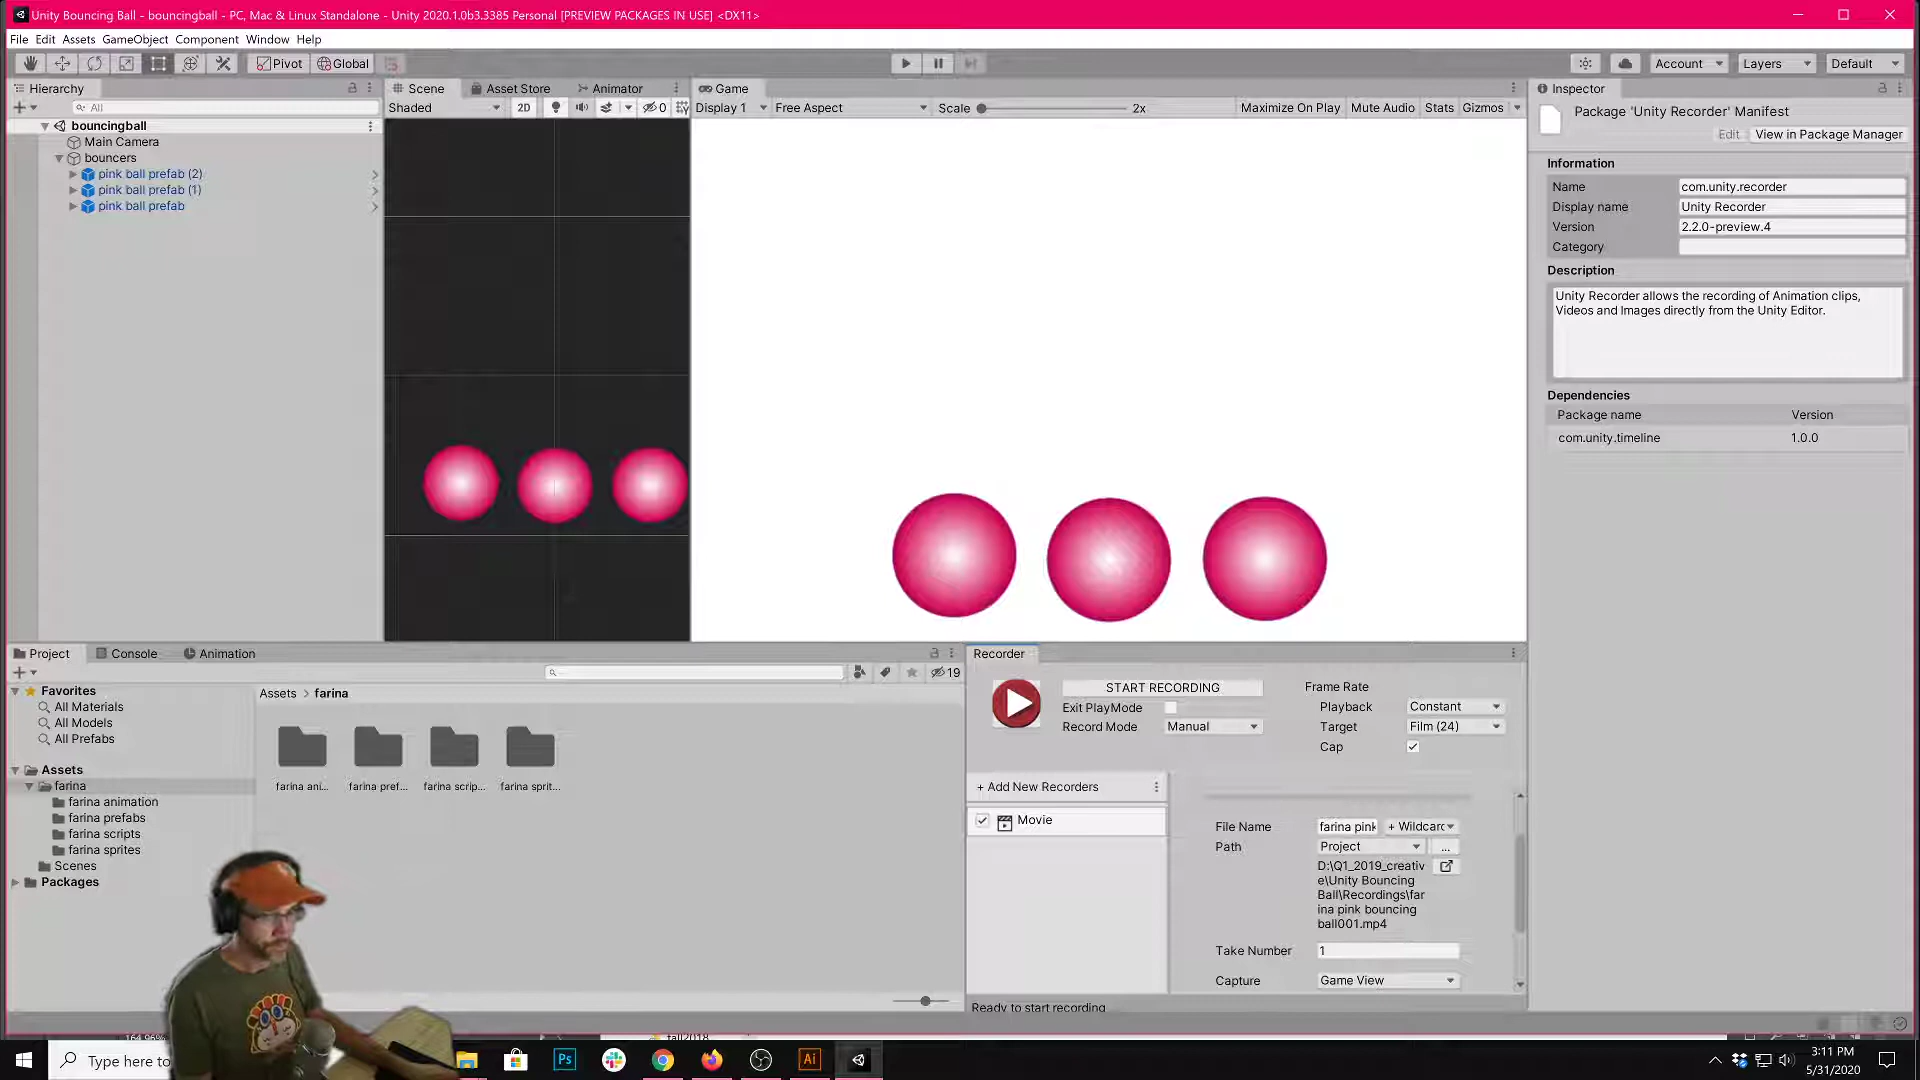 Unity Bouncing Ball - bouncingball - PC, Mac & Linux Standalone - Unity 2020.1.0b3.3385 Personal [PREVIEW PACKAGES IN USE] <DX11>
File Edit Assets GameObject Component Window Help
Pivot Global Account Layers Default
Hierarchy
All
bouncingball
Main Camera
bouncers
pink ball prefab (2)
pink ball prefab (1)
pink ball prefab
Scene Asset Store Animator
Shaded 2D 0
Game
Display 1 Free Aspect Scale 2x Maximize On Play Mute Audio Stats Gizmos
Inspector
Package 'Unity Recorder' Manifest
Edit View in Package Manager
Information
Name com.unity.recorder
Display name Unity Recorder
Version 2.2.0-preview.4
Category
Description
Unity Recorder allows the recording of Animation clips,
Videos and Images directly from the Unity Editor.
Dependencies
Package name Version
com.unity.timeline 1.0.0
Project Console Animation
19
Favorites
All Materials
All Models
All Prefabs
Assets
farina
farina animation
farina prefabs
farina scripts
farina sprites
Scenes
Packages
Assets > farina
farina ani... farina pref... farina scrip... farina sprit...
Recorder
START RECORDING
Exit PlayMode
Record Mode Manual
Frame Rate
Playback Constant
Target Film (24)
Cap
+ Add New Recorders
Movie
File Name farina pink + Wildcarc
Path Project ...
D:\Q1_2019_creativ
e\Unity Bouncing
Ball\Recordings\far
ina pink bouncing
ball001.mp4
Take Number 1
Capture Game View
Ready to start recording
164.96%
fall2018
Type here to
Ps
Ai
3:11 PM
5/31/2020